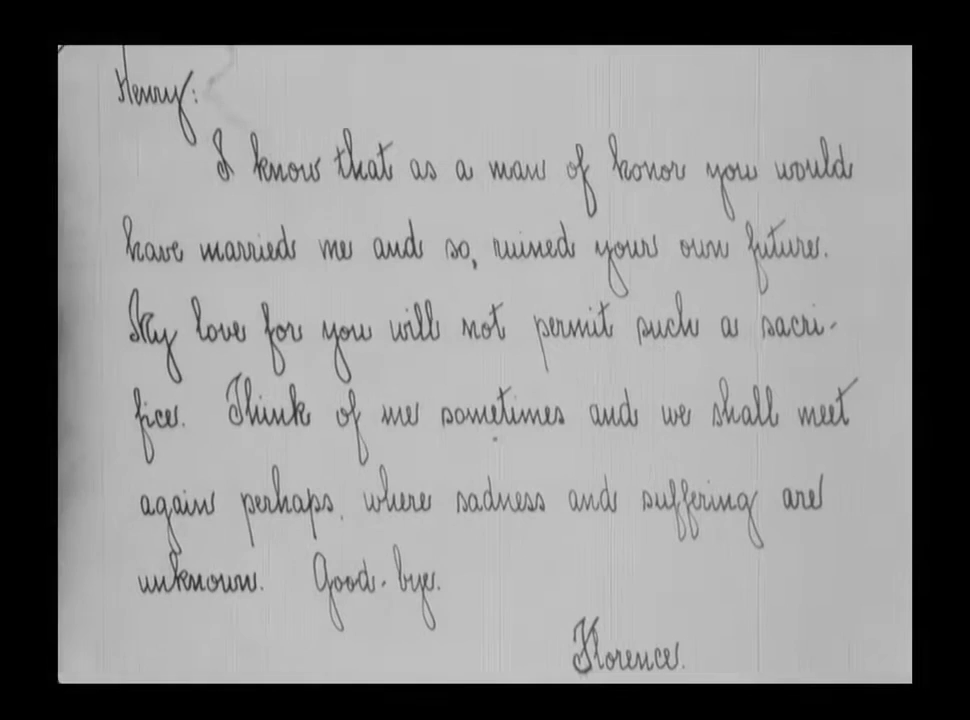 Henry:
I know that as a man of honor you would
have married me and so, ruined your own future.
My love for you will not permit such a sacri-
fice. Think of me sometimes and we shall meet
again perhaps, where sadness and suffering are
unknown. Good-bye.
Florence.